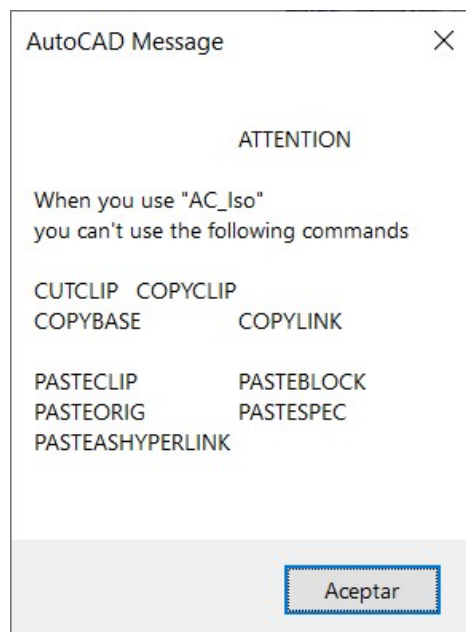 AutoCAD Message
ATTENTION
When you use "AC_Iso"
you can't use the following commands
CUTCLIP COPYCLIP
COPYBASE COPYLINK
PASTECLIP PASTEBLOCK
PASTEORIG PASTESPEC
PASTEASHYPERLINK
Aceptar